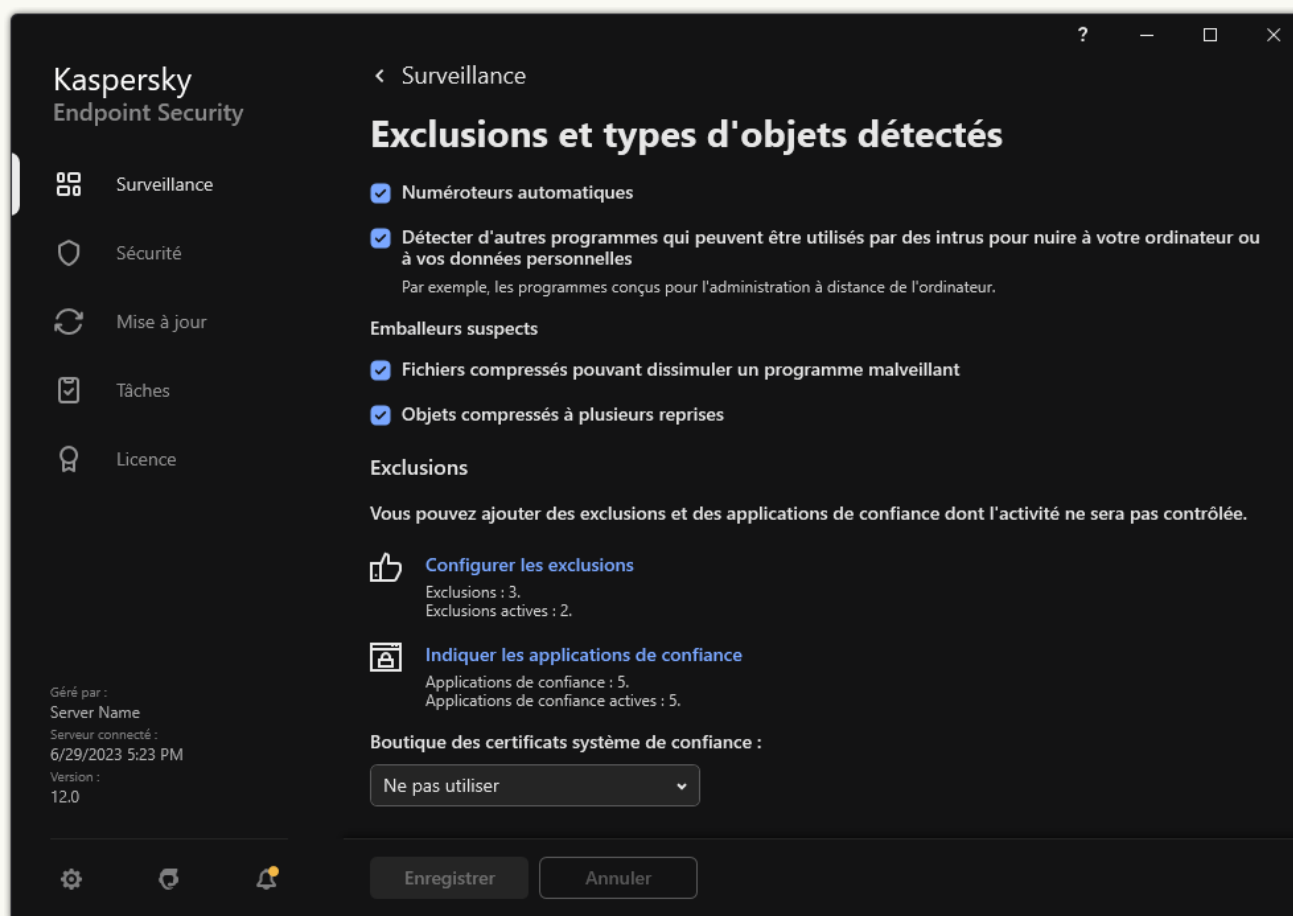 ?
Kaspersky
Endpoint Security
Surveillance
Sécurité
Mise à jour
Tâches
Licence
Géré par :
Server Name
Serveur connecté :
6/29/2023 5:23 PM
Version :
12.0
Surveillance
Exclusions et types d'objets détectés
Numéroteurs automatiques
Détecter d'autres programmes qui peuvent être utilisés par des intrus pour nuire à votre ordinateur ou
à vos données personnelles
Par exemple, les programmes conçus pour l'administration à distance de l'ordinateur.
Emballeurs suspects
Fichiers compressés pouvant dissimuler un programme malveillant
Objets compressés à plusieurs reprises
Exclusions
Vous pouvez ajouter des exclusions et des applications de confiance dont l'activité ne sera pas contrôlée.
Configurer les exclusions
Exclusions : 3.
Exclusions actives : 2.
Indiquer les applications de confiance
Applications de confiance : 5.
Applications de confiance actives : 5.
Boutique des certificats système de confiance :
Ne pas utiliser
Enregistrer
Annuler